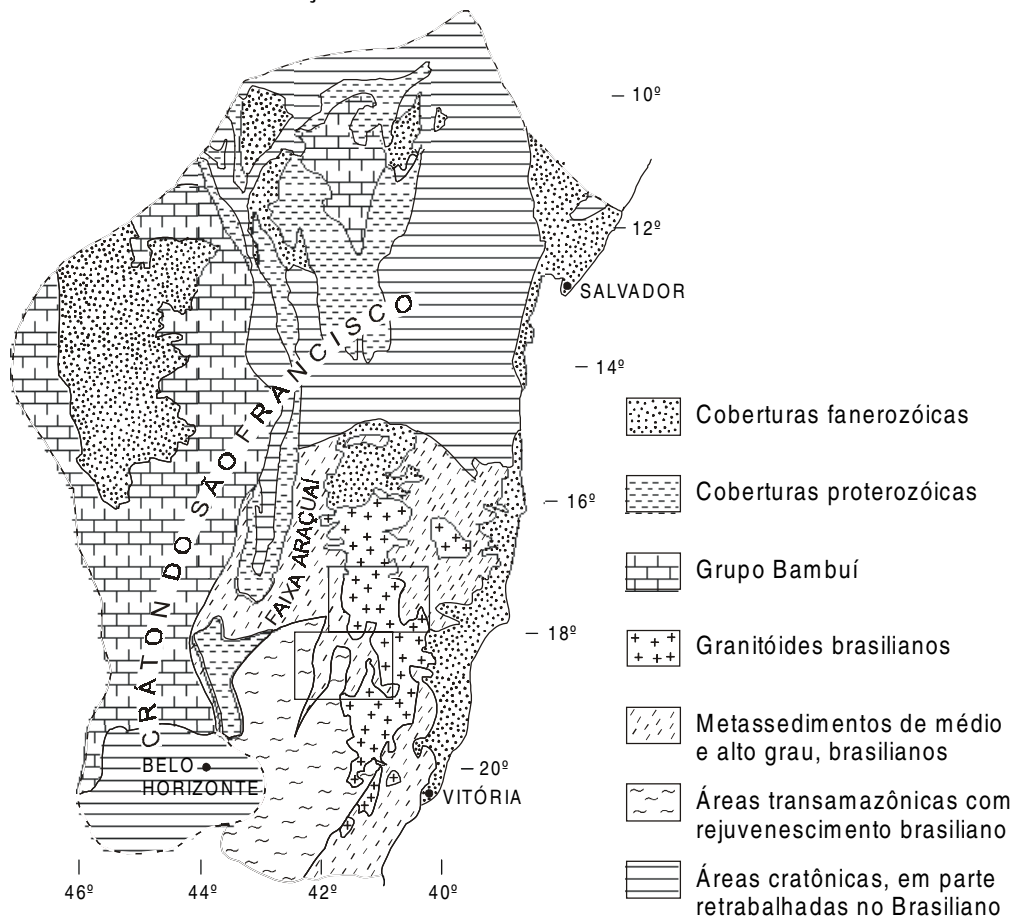 10º
12º
SALVADOR
14º
16º
18º
20º
VITÓRIA
BELO
HORIZONTE
CRÁTON DO SÃO FRANCISCO
FAIXA ARAÇUAÍ
46º
44º
42º
40º
Coberturas fanerozóicas
Coberturas proterozóicas
Grupo Bambuí
Granitóides brasilianos
Metassedimentos de médio
e alto grau, brasilianos
Áreas transamazônicas com
rejuvenescimento brasiliano
Áreas cratônicas, em parte
retrabalhadas no Brasiliano